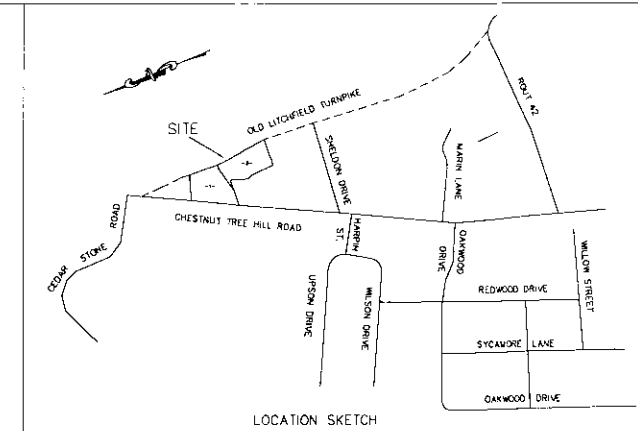 SITE
OLD LITCHFIELD TURNPIKE
ROUT 42
SHELDON DRIVE
MARIN LANE
CHESTNUT TREE HILL ROAD
CEDAR STONE ROAD
HARPIN ST.
OAKWOOD DRIVE
WILLOW STREET
UPSON DRIVE
WILSON DRIVE
REDWOOD DRIVE
SYCAMORE LANE
OAKWOOD DRIVE
LOCATION SKETCH